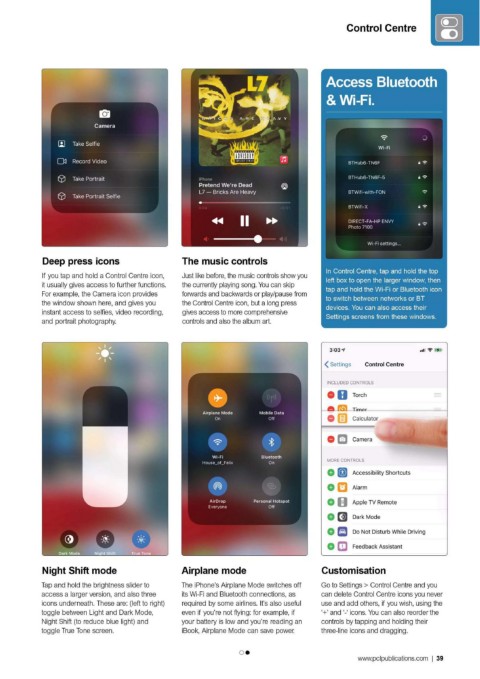 Control Centre
Camera
Take Selfie
Record Video
Take Portrait
Take Portrait Selfie
Deep press icons
If you tap and hold a Control Centre icon,
it usually gives access to further functions.
For example, the Camera icon provides
the window shown here, and gives you
instant access to selfies, video recording,
and portrait photography.
L7
iPhone
Pretend We're Dead
L7 — Bricks Are Heavy
The music controls
Just like before, the music controls show you
the currently playing song. You can skip
forwards and backwards or play/pause from
the Control Centre icon, but a long press
gives access to more comprehensive
controls and also the album art.
Access Bluetooth
& Wi-Fi.
Wi-Fi
BTHub6-TN6P
BTHub6-TN6P-5
BTWifi-with-FON
BTWifi-X
DIRECT-FA-HP ENVY
Photo 7100
Wi-Fi settings...
In Control Centre, tap and hold the top
left box to open the larger window, then
tap and hold the Wi-Fi or Bluetooth icon
to switch between networks or BT
devices. You can also access their
Settings screens from these windows.
Dark Mode
Night Shift
True Tone
Night Shift mode
Tap and hold the brightness slider to
access a larger version, and also three
icons underneath. These are; (left to right)
toggle between Light and Dark Mode,
Night Shift (to reduce blue light) and
toggle True Tone screen.
Airplane Mode
On
Mobile Data
Off
Wi-Fi
Bluetooth
On
AirDrop
Everyone
Personal Hotspot
Off
Airplane mode
The iPhone's Airplane Mode switches off
its Wi-Fi and Bluetooth connections, as
required by some airlines. It's also useful
even if you're not flying: for example, if
your battery is low and you're reading an
iBook, Airplane Mode can save power.
Settings
Control Centre
INCLUDED CONTROLS
Torch
Timer
Calculator
Camera
MORE CONTROLS
Accessibility Shortcuts
Alarm
Apple TV Remote
Dark Mode
Do Not Disturb While Driving
Feedback Assistant
Customisation
Go to Settings > Control Centre and you
can delete Control Centre icons you never
use and add others, if you wish, using the
'+' and '-' icons. You can also reorder the
controls by tapping and holding their
three-line icons and dragging.
www.pclpublications.com | 39